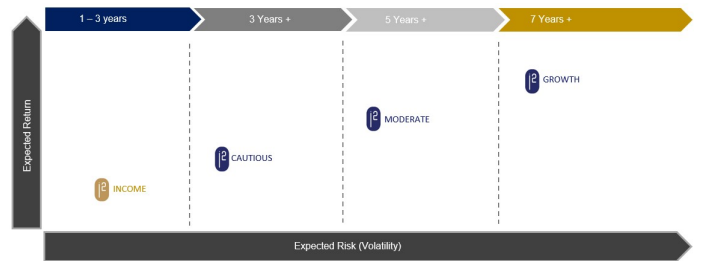 1 – 3 years
3 Years +
5 Years +
7 Years +
GROWTH
MODERATE
CAUTIOUS
INCOME
Expected Return
Expected Risk (Volatility)